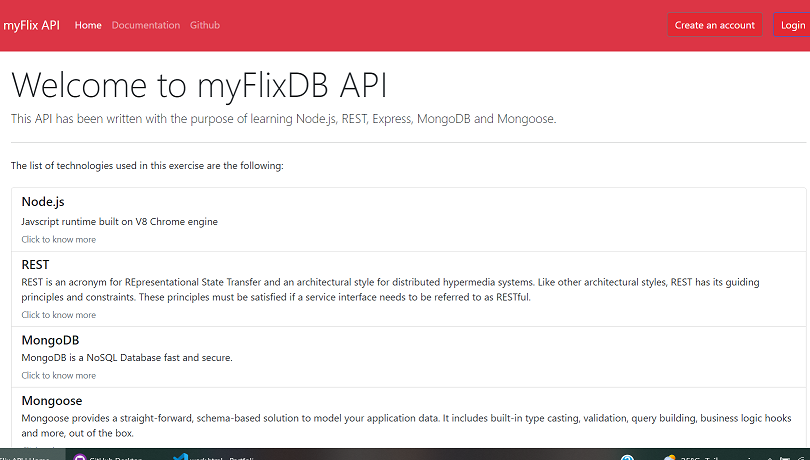 myFlix API Home Documentation Github Create an account Login
Welcome to myFlixDB API
This API has been written with the purpose of learning Node.js, REST, Express, MongoDB and Mongoose.
The list of technologies used in this exercise are the following:
Node.js
Javscript runtime built on V8 Chrome engine
Click to know more
REST
REST is an acronym for REpresentational State Transfer and an architectural style for distributed hypermedia systems. Like other architectural styles, REST has its guiding
principles and constraints. These principles must be satisfied if a service interface needs to be referred to as RESTful.
Click to know more
MongoDB
MongoDB is a NoSQL Database fast and secure.
Click to know more
Mongoose
Mongoose provides a straight-forward, schema-based solution to model your application data. It includes built-in type casting, validation, query building, business logic hooks
and more, out of the box.